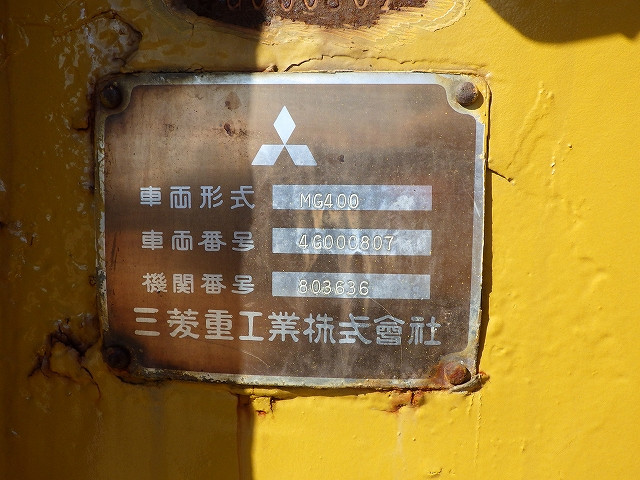 車両形式 MG400
車両番号 4G000807
機関番号 803636
三菱重工業株式會社